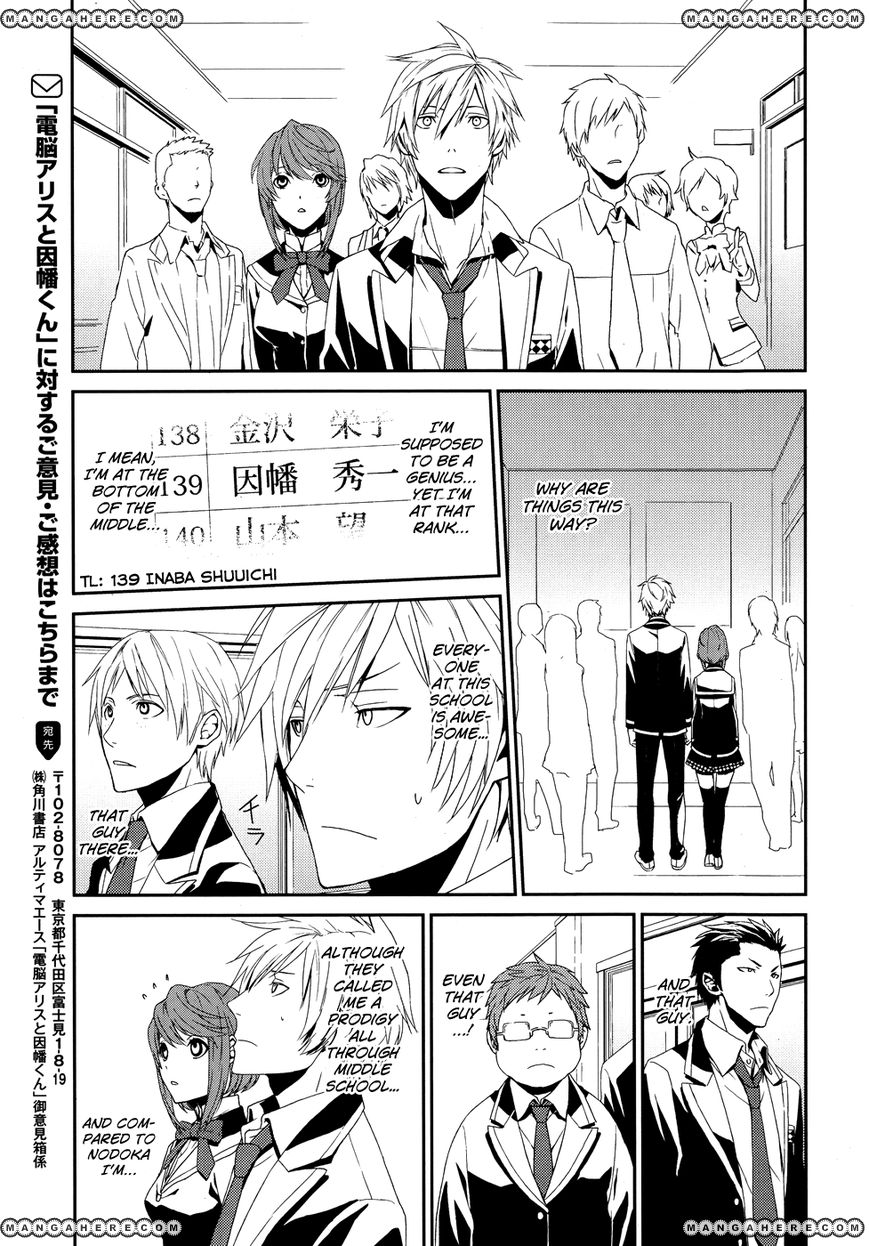 MANGAHERE.COM
MANGAHERE.COM
「電脳アリスと因幡くん」に対するご意見・ご感想はこちらまで
宛先
〒102-8078 東京都千代田区富士見1-8-19
㈱角川書店 アルティマエース「電脳アリスと因幡くん」御意見箱係
WHY ARE
THINGS THIS
WAY?
I'M
SUPPOSED
TO BE A
GENIUS...
YET I'M
AT THAT
RANK...
138 金沢 栄子
139 因幡 秀一
140 山本 望
I MEAN,
I'M AT THE
BOTTOM
OF THE
MIDDLE...
TL: 139 INABA SHUUICHI
EVERY-
ONE
AT THIS
SCHOOL
IS AWE-
SOME...
チラ
THAT
GUY
THERE...
AND
THAT
GUY.
EVEN
THAT
GUY
...!
ALTHOUGH
THEY
CALLED
ME A
PRODIGY
ALL
THROUGH
MIDDLE
SCHOOL...
AND COM-
PARED TO
NODOKA
I'M...
MANGAHERE.COM
MANGAHERE.COM